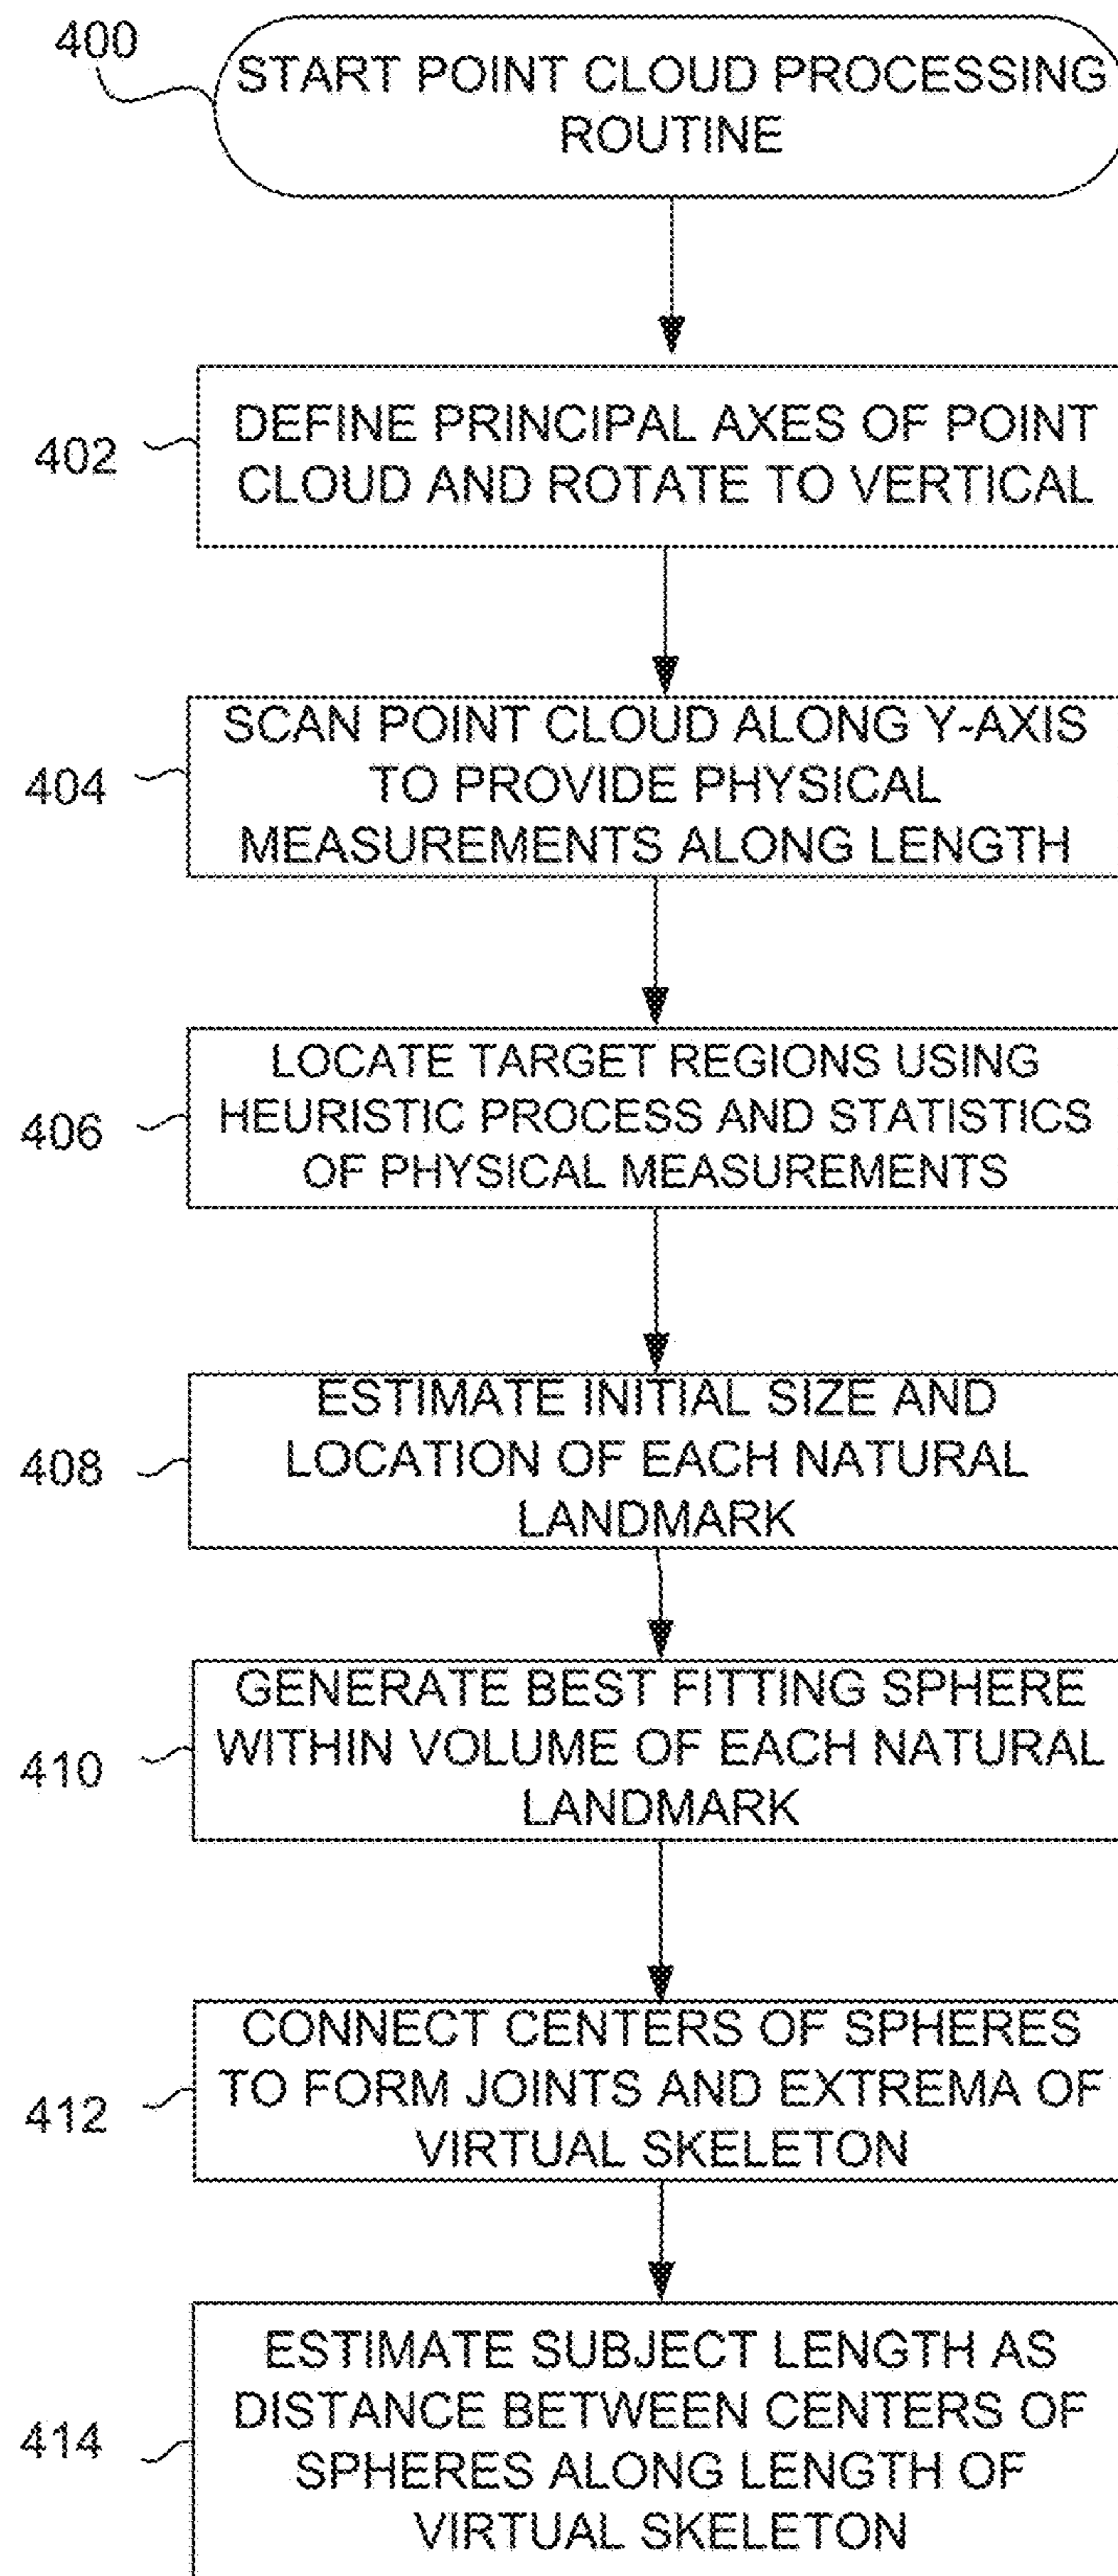 400
START POINT CLOUD PROCESSING
ROUTINE
402
DEFINE PRINCIPAL AXES OF POINT
CLOUD AND ROTATE TO VERTICAL
404
SCAN POINT CLOUD ALONG Y-AXIS
TO PROVIDE PHYSICAL
MEASUREMENTS ALONG LENGTH
406
LOCATE TARGET REGIONS USING
HEURISTIC PROCESS AND STATISTICS
OF PHYSICAL MEASUREMENTS
408
ESTIMATE INITIAL SIZE AND
LOCATION OF EACH NATURAL
LANDMARK
410
GENERATE BEST FITTING SPHERE
WITHIN VOLUME OF EACH NATURAL
LANDMARK
412
CONNECT CENTERS OF SPHERES
TO FORM JOINTS AND EXTREMA OF
VIRTUAL SKELETON
414
ESTIMATE SUBJECT LENGTH AS
DISTANCE BETWEEN CENTERS OF
SPHERES ALONG LENGTH OF
VIRTUAL SKELETON